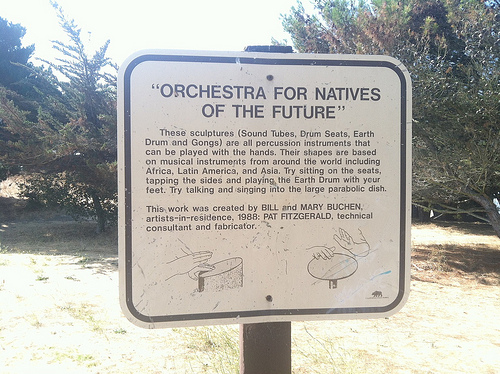 "ORCHESTRA FOR NATIVES
OF THE FUTURE"
These sculptures (Sound Tubes, Drum Seats, Earth
Drum and Gongs) are all percussion instruments that
can be played with the hands. Their shapes are based
on musical instruments from around the world including
Africa, Latin America, and Asia. Try sitting on the seats,
tapping the sides and playing the Earth Drum with your
feet. Try talking and singing into the large parabolic dish.
This work was created by BILL and MARY BUCHEN,
artists-in-residence, 1988: PAT FITZGERALD, technical
consultant and fabricator.